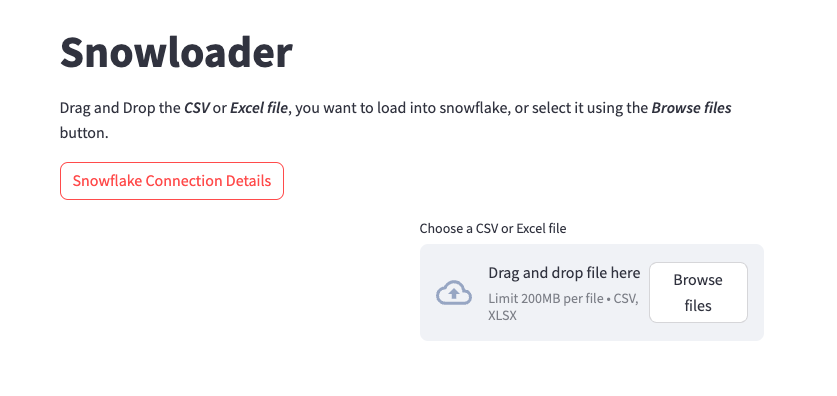 Snowloader
Drag and Drop the CSV or Excel file, you want to load into snowflake, or select it using the Browse files
button.
Snowflake Connection Details
Choose a CSV or Excel file
Drag and drop file here
Limit 200MB per file • CSV,
XLSX
Browse
files